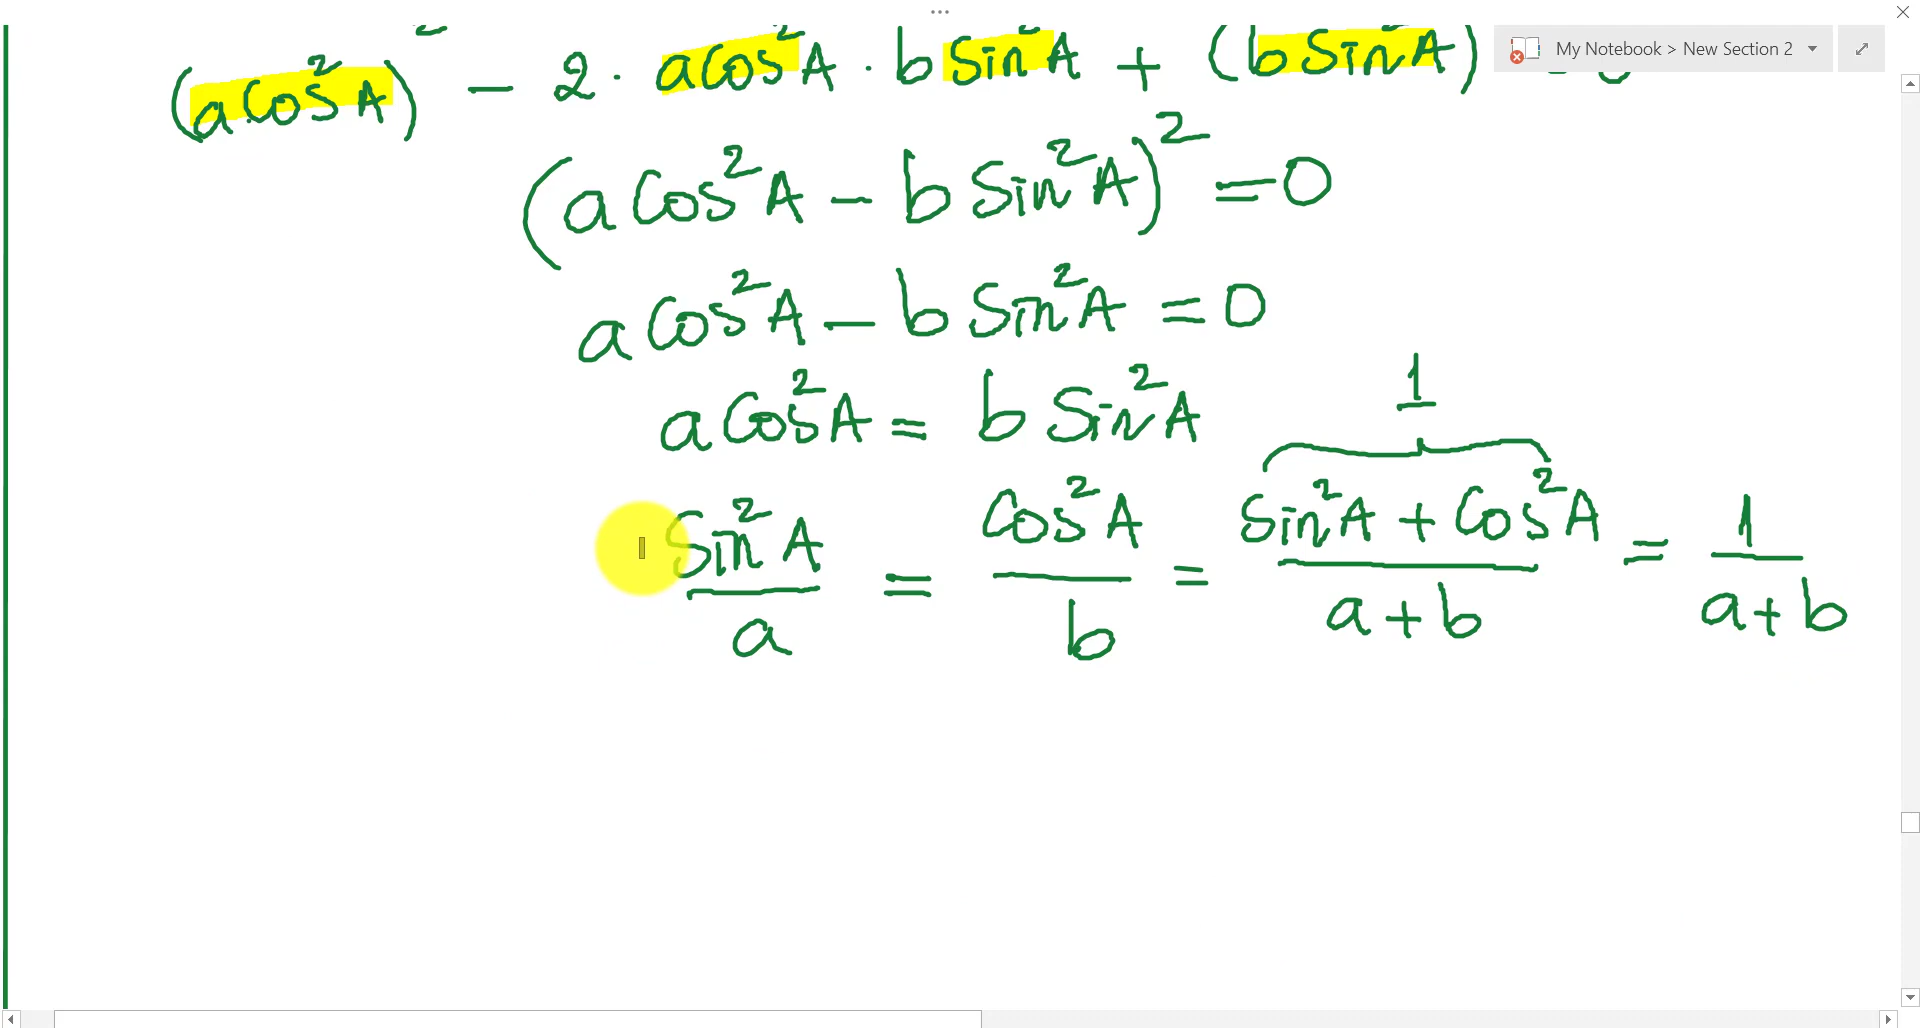 My Notebook > New Section 2
(a Cos²A)² - 2 · a Cos²A · b Sin²A + (b Sin²A)
(a Cos²A - b Sin²A)² = 0
a Cos²A - b Sin²A = 0
a Cos²A = b Sin²A
Sin²A / a = Cos²A / b = (Sin²A + Cos²A) / (a + b) = 1 / (a + b)
1